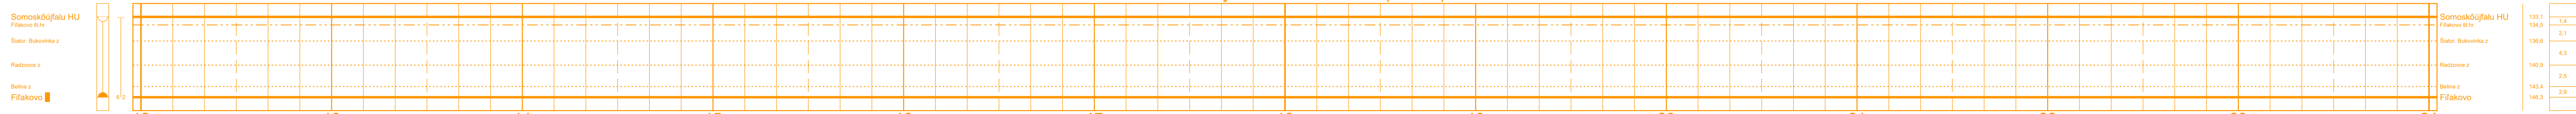 Somoskőújfalu HU
Fiľakovo št.hr.
Šiator. Bukovinka z
Radzovce z
Belina z
Fiľakovo
6 2
Somoskőújfalu HU
Fiľakovo št.hr.
Šiator. Bukovinka z
Radzovce z
Belina z
Fiľakovo
133,1
134,5
136,6
140,9
143,4
146,3
1,4
2,1
4,3
2,5
2,9